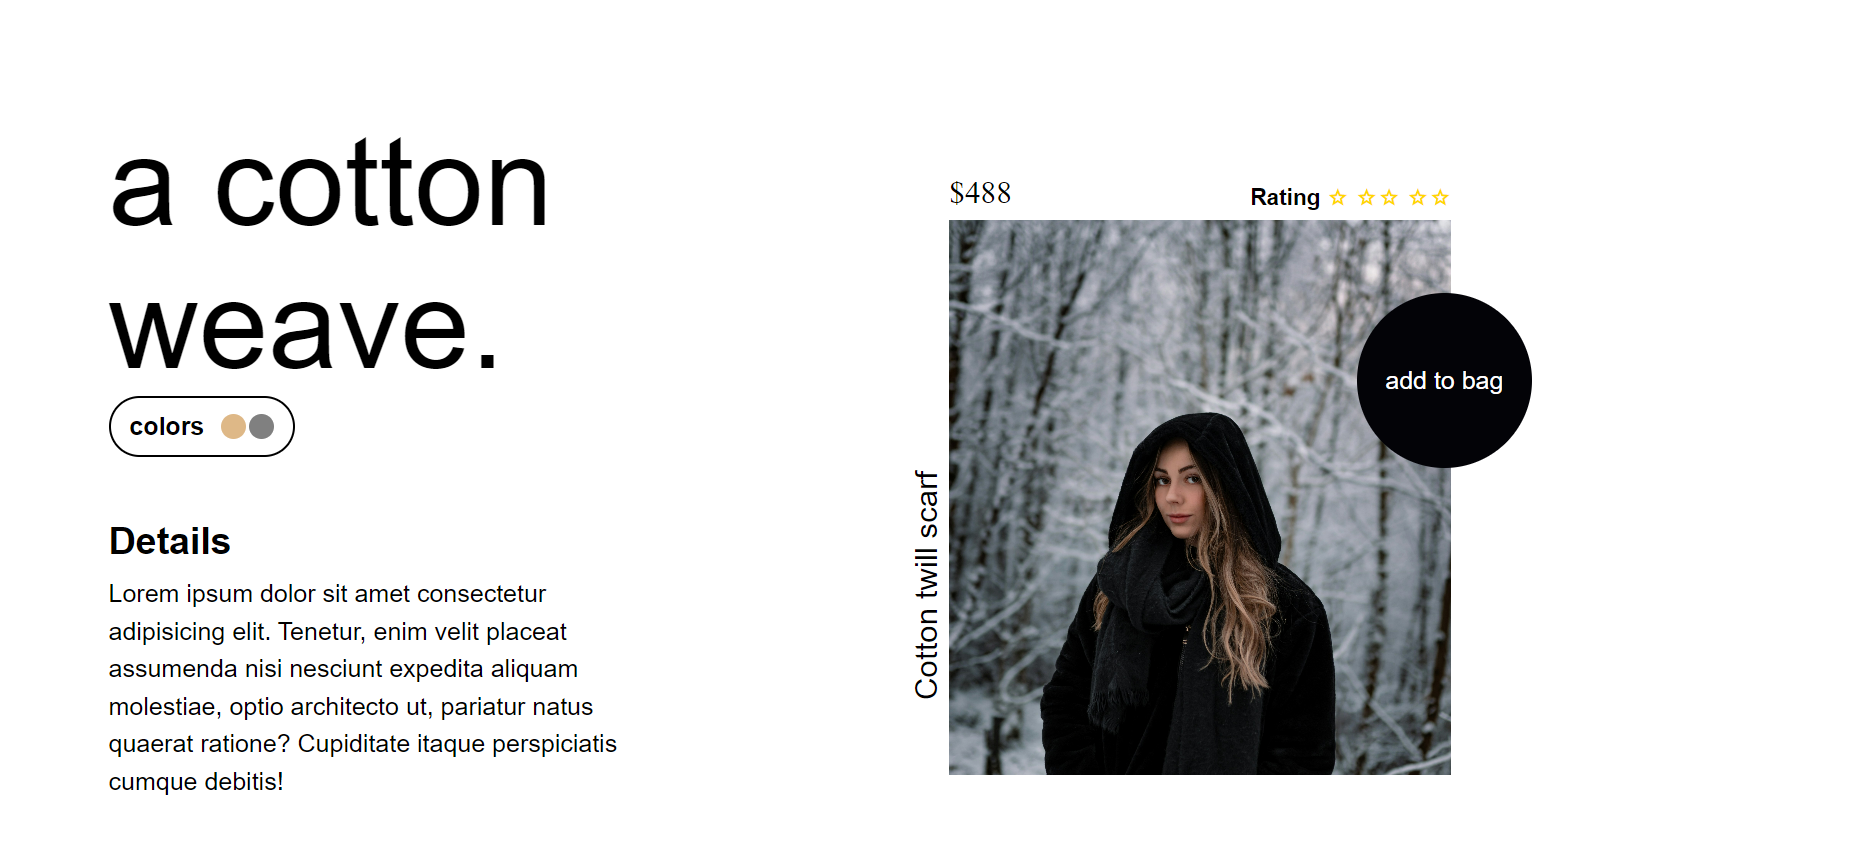 a cotton
weave.
colors
Details
Lorem ipsum dolor sit amet consectetur
adipisicing elit. Tenetur, enim velit placeat
assumenda nisi nesciunt expedita aliquam
molestiae, optio architecto ut, pariatur natus
quaerat ratione? Cupiditate itaque perspiciatis
cumque debitis!
$488
Rating
add to bag
Cotton twill scarf